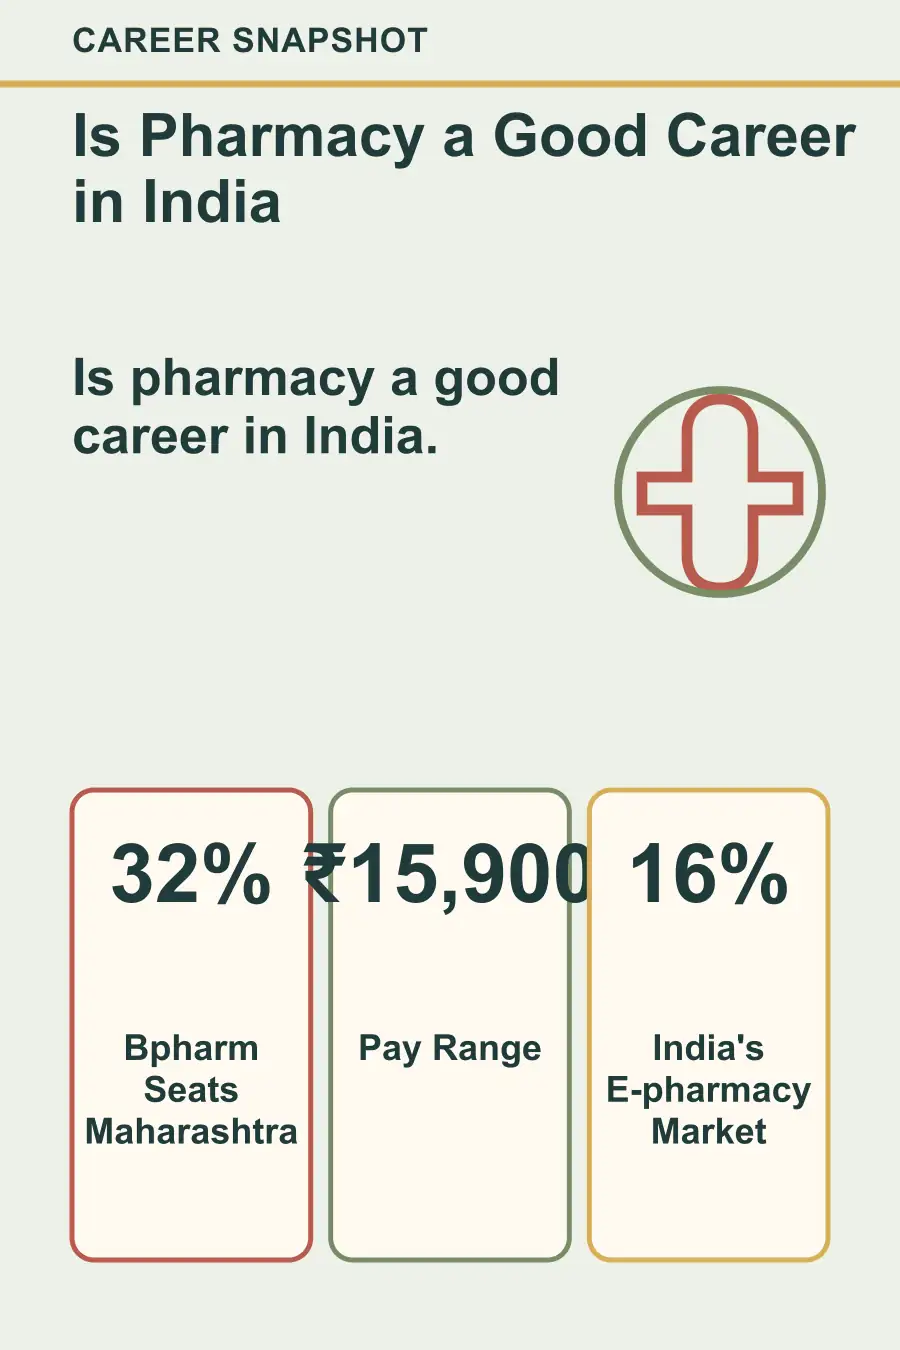 CAREER SNAPSHOT
Is Pharmacy a Good Career
in India
Is pharmacy a good
career in India.
32%
Bpharm
Seats
Maharashtra
₹15,900
Pay Range
16%
India's
E-pharmacy
Market